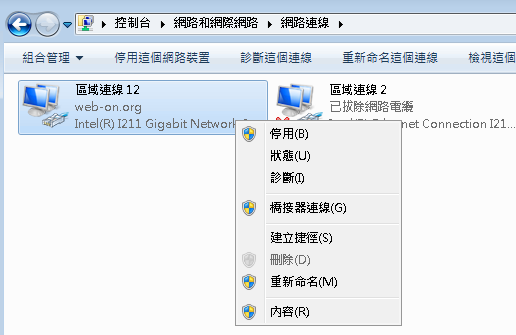 控制台 ▸ 網路和網際網路 ▸ 網路連線 ▸
組合管理 ▼ 停用這個網路裝置 診斷這個連線 重新命名這個連線 檢視這個
區域連線 12
web-on.org
Intel(R) I211 Gigabit Network
區域連線 2
已拔除網路電纜
Connection I21...
停用(B)
狀態(U)
診斷(I)
橋接器連線(G)
建立捷徑(S)
刪除(D)
重新命名(M)
內容(R)